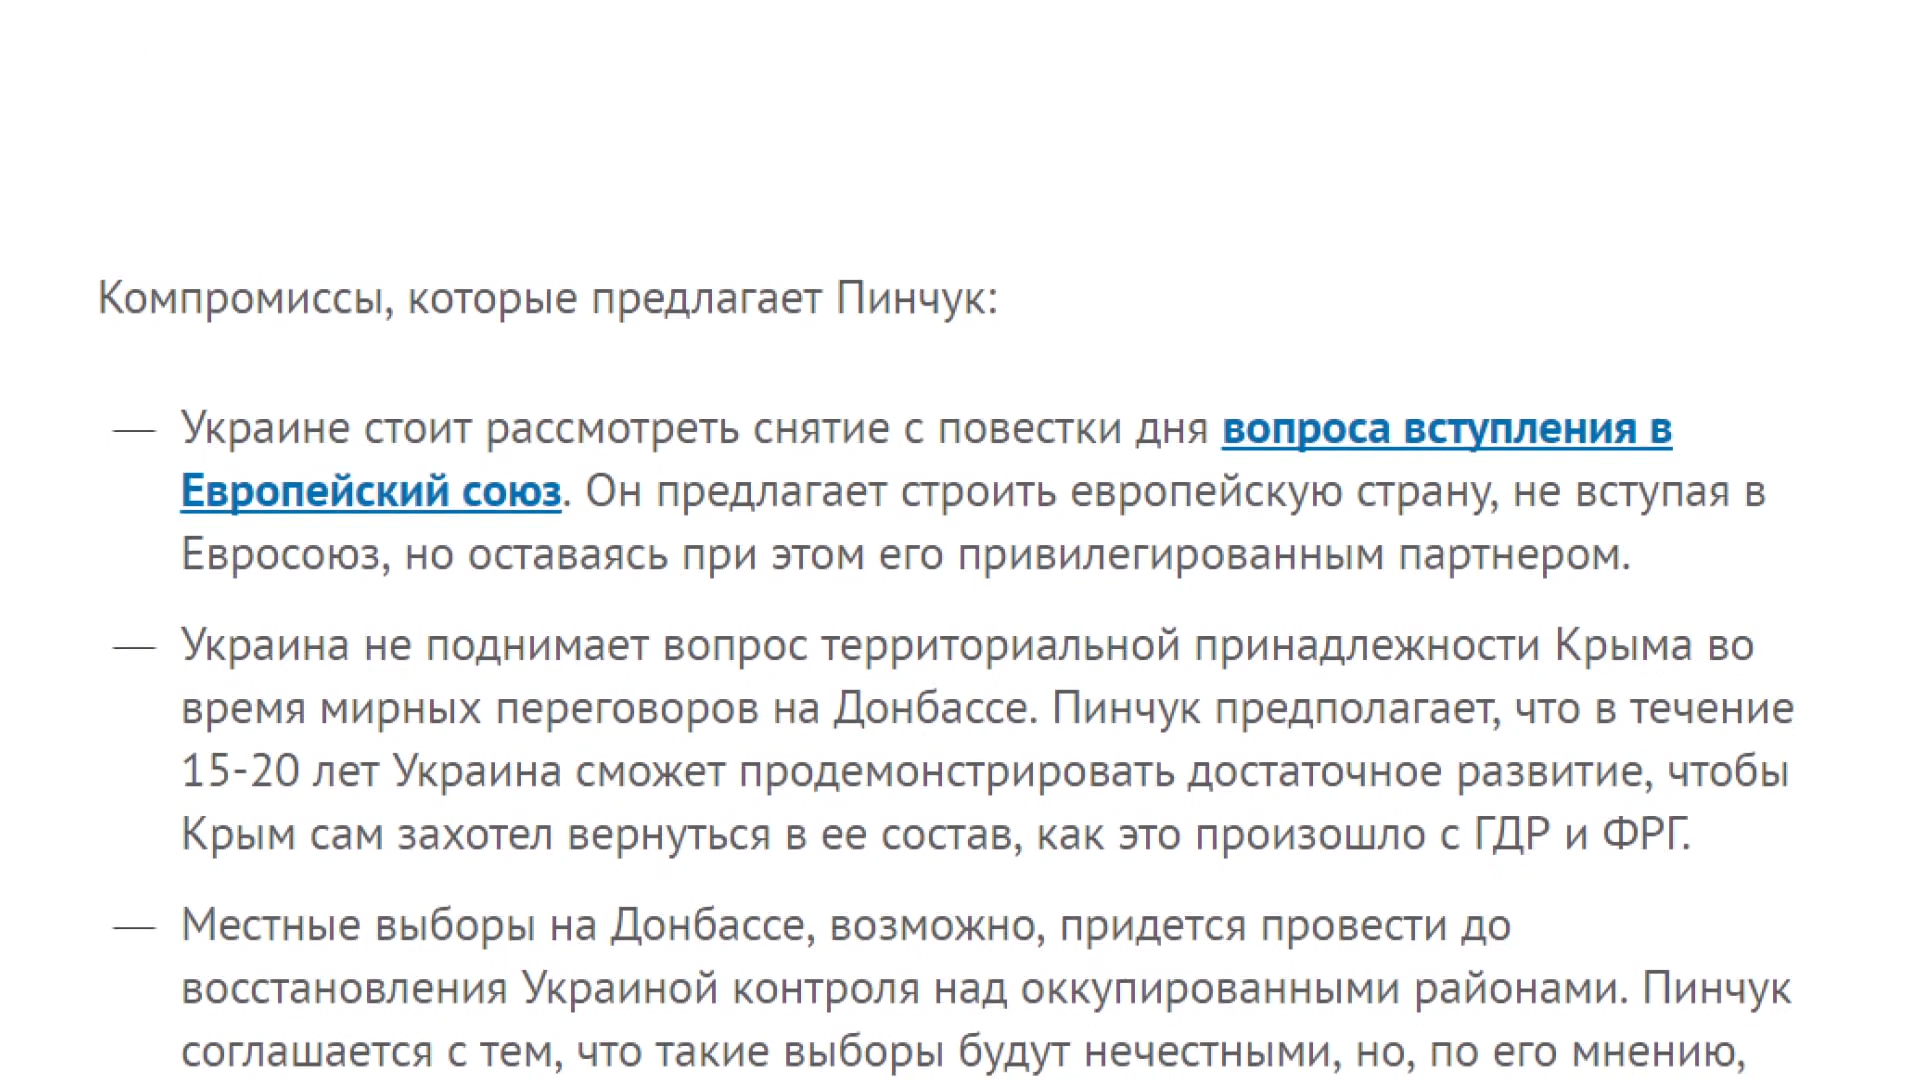 Компромиссы, которые предлагает Пинчук:
— Украине стоит рассмотреть снятие с повестки дня вопроса вступления в
Европейский союз. Он предлагает строить европейскую страну, не вступая в
Евросоюз, но оставаясь при этом его привилегированным партнером.
— Украина не поднимает вопрос территориальной принадлежности Крыма во
время мирных переговоров на Донбассе. Пинчук предполагает, что в течение
15-20 лет Украина сможет продемонстрировать достаточное развитие, чтобы
Крым сам захотел вернуться в ее состав, как это произошло с ГДР и ФРГ.
— Местные выборы на Донбассе, возможно, придется провести до
восстановления Украиной контроля над оккупированными районами. Пинчук
соглашается с тем, что такие выборы будут нечестными, но, по его мнению,